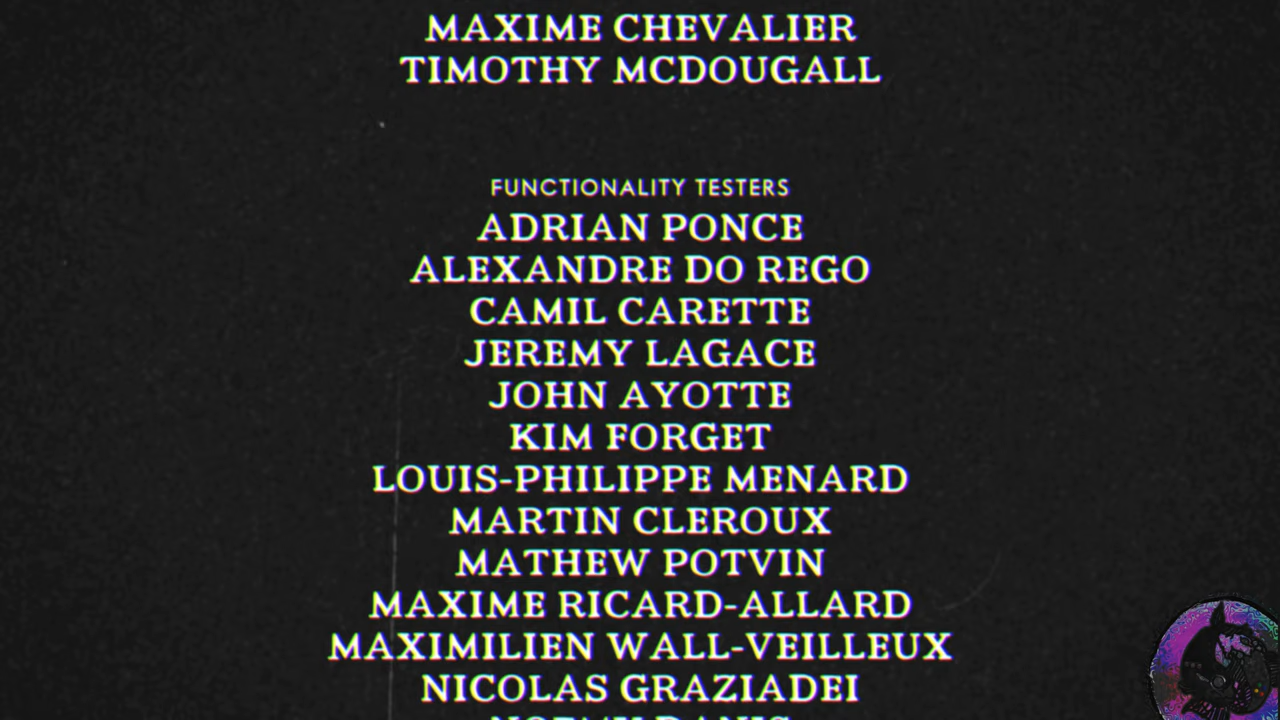 MAXIME CHEVALIER
TIMOTHY MCDOUGALL
FUNCTIONALITY TESTERS
ADRIAN PONCE
ALEXANDRE DO REGO
CAMIL CARETTE
JEREMY LAGACE
JOHN AYOTTE
KIM FORGET
LOUIS-PHILIPPE MENARD
MARTIN CLEROUX
MATHEW POTVIN
MAXIME RICARD-ALLARD
MAXIMILIEN WALL-VEILLEUX
NICOLAS GRAZIADEI